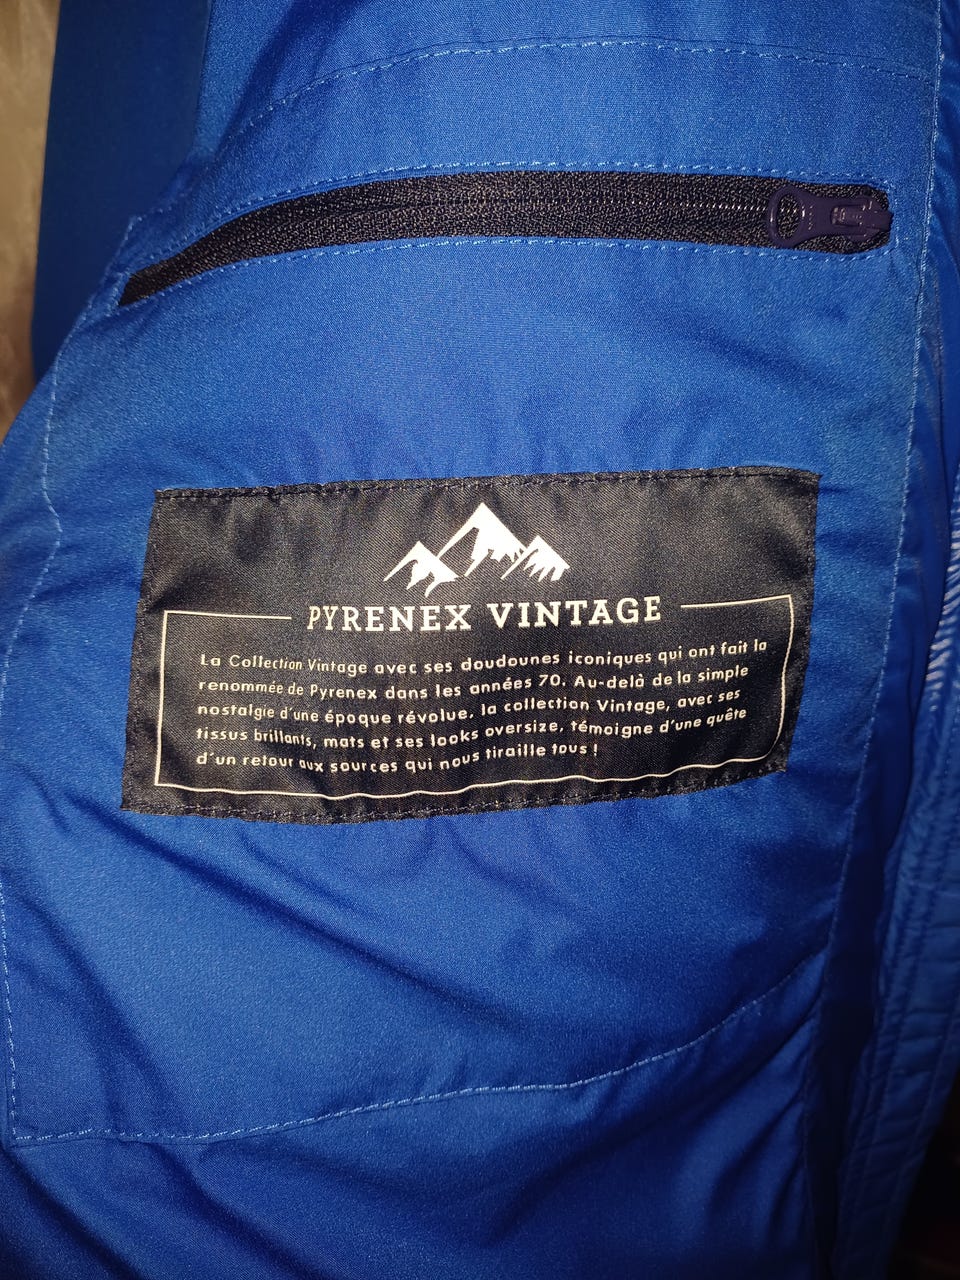 PYRENEX VINTAGE
La Collection Vintage avec ses doudounes iconiques qui ont fait la
renommée de Pyrenex dans les années 70. Au-delà de la simple
nostalgie d'une époque révolue, la collection Vintage, avec ses
tissus brillants, mats et ses looks oversize, témoigne d'une quête
d'un retour aux sources qui nous tiraille tous !